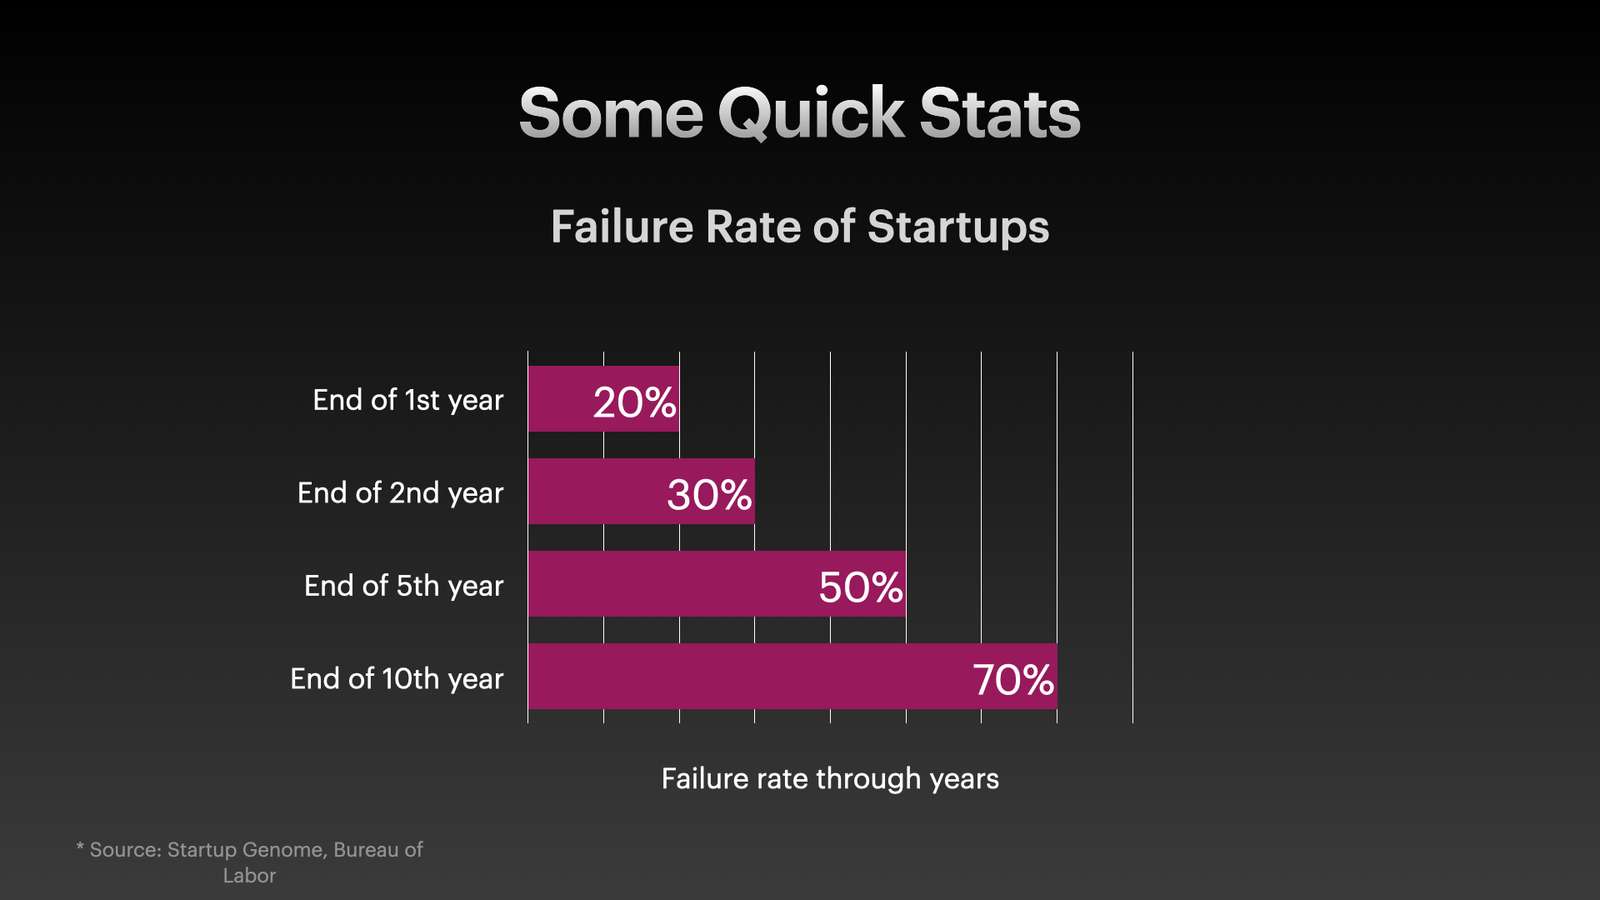 Some Quick Stats
Failure Rate of Startups
End of 1st year
20%
End of 2nd year
30%
End of 5th year
50%
End of 10th year
70%
Failure rate through years
* Source: Startup Genome, Bureau of
Labor